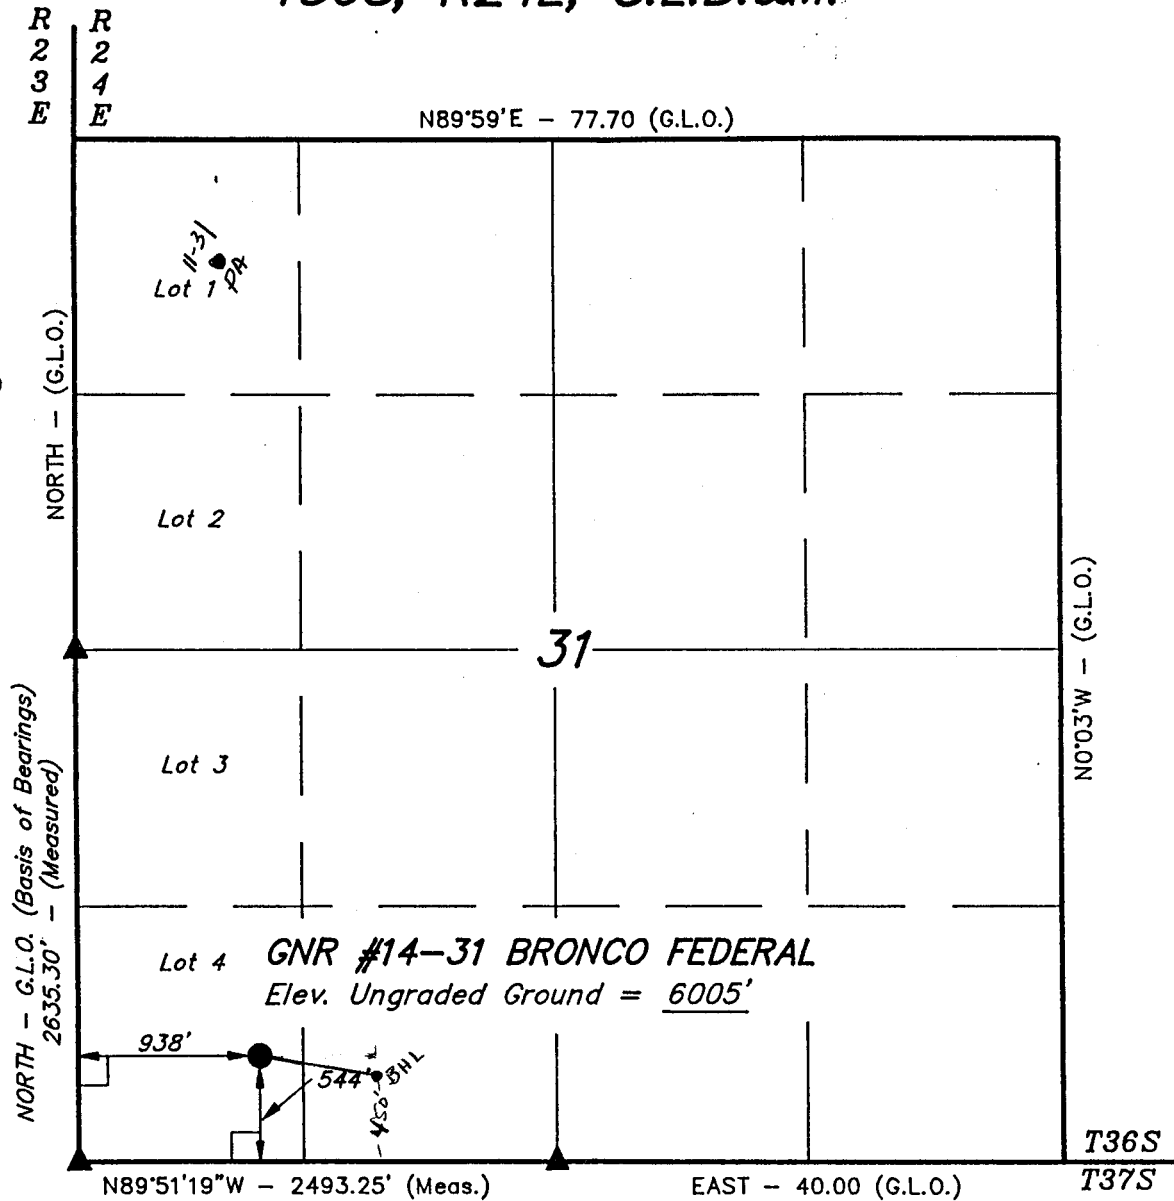 T36S, R24E, S.L.B.&M.
R R
2 2
3 4
E E
N89°59'E - 77.70 (G.L.O.)
11-31
PA
Lot 1
NORTH - (G.L.O.)
Lot 2
31
N0°03'W - (G.L.O.)
Lot 3
NORTH - G.L.O. (Basis of Bearings)
2635.30' - (Measured)
Lot 4
GNR #14-31 BRONCO FEDERAL
Elev. Ungraded Ground = 6005'
938'
544'
BHL
450'
T36S
T37S
N89°51'19"W - 2493.25' (Meas.)
EAST - 40.00 (G.L.O.)